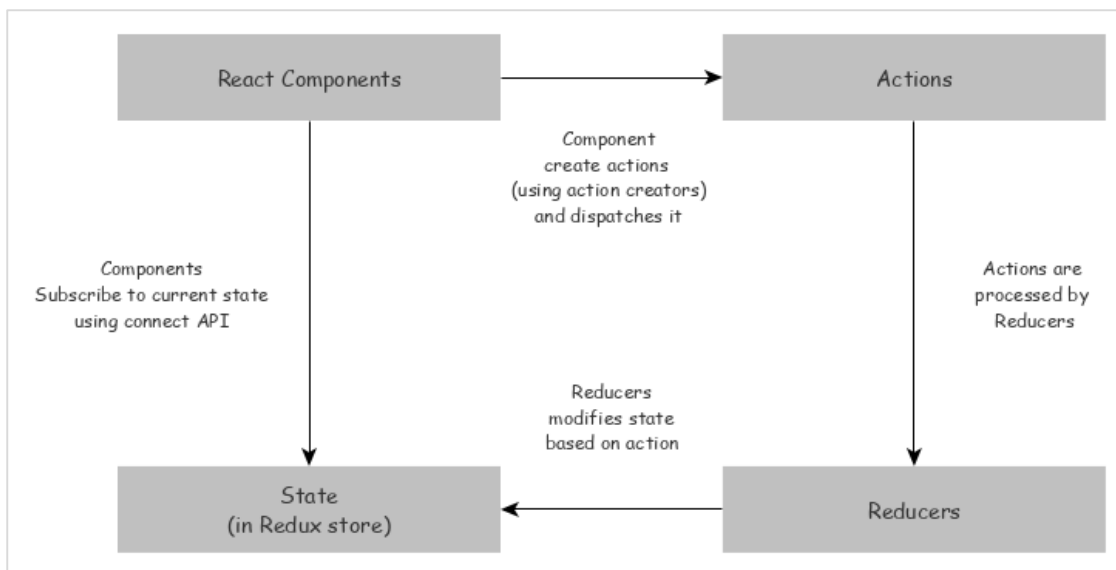 React Components
Actions
Component
create actions
(using action creators)
and dispatches it
Components
Subscribe to current state
using connect API
Actions are
processed by
Reducers
Reducers
modifies state
based on action
State
(in Redux store)
Reducers